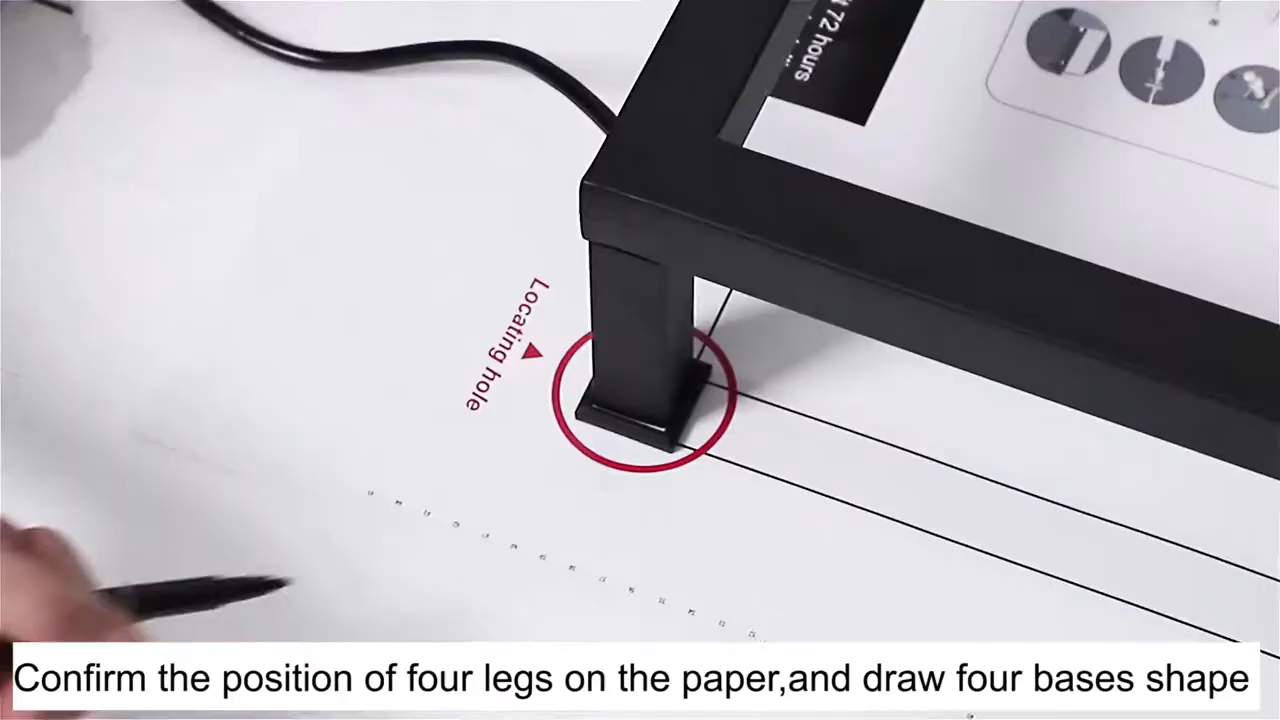 72 hours
Locating hole
Confirm the position of four legs on the paper,and draw four bases shape